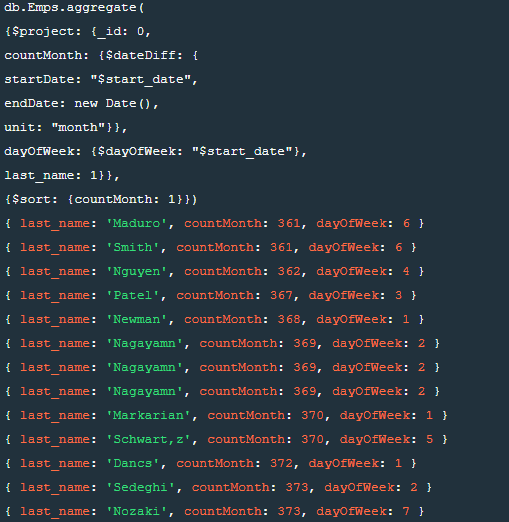 db.Emps.aggregate(
{$project: {_id: 0,
countMonth: {$dateDiff: {
startDate: "$start_date",
endDate: new Date(),
unit: "month"}},
dayOfWeek: {$dayOfWeek: "$start_date"},
last_name: 1}},
{$sort: {countMonth: 1}})
{ last_name: 'Maduro', countMonth: 361, dayOfWeek: 6 }
{ last_name: 'Smith', countMonth: 361, dayOfWeek: 6 }
{ last_name: 'Nguyen', countMonth: 362, dayOfWeek: 4 }
{ last_name: 'Patel', countMonth: 367, dayOfWeek: 3 }
{ last_name: 'Newman', countMonth: 368, dayOfWeek: 1 }
{ last_name: 'Nagayamn', countMonth: 369, dayOfWeek: 2 }
{ last_name: 'Nagayamn', countMonth: 369, dayOfWeek: 2 }
{ last_name: 'Nagayamn', countMonth: 369, dayOfWeek: 2 }
{ last_name: 'Markarian', countMonth: 370, dayOfWeek: 1 }
{ last_name: 'Schwart,z', countMonth: 370, dayOfWeek: 5 }
{ last_name: 'Dancs', countMonth: 372, dayOfWeek: 1 }
{ last_name: 'Sedeghi', countMonth: 373, dayOfWeek: 2 }
{ last_name: 'Nozaki', countMonth: 373, dayOfWeek: 7 }